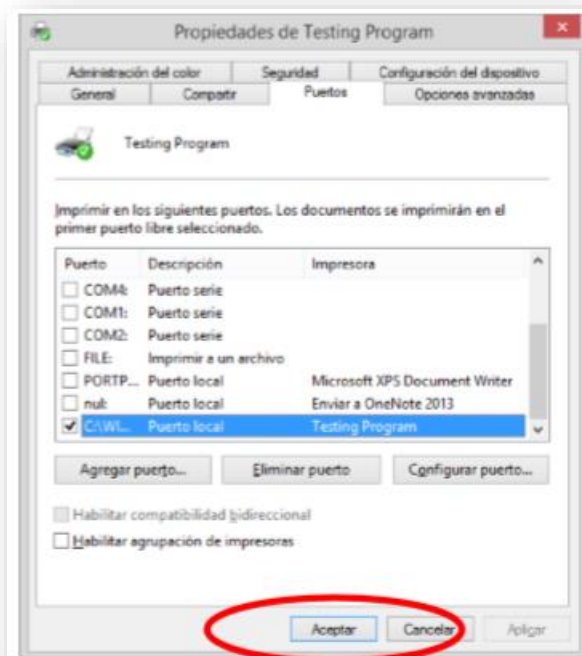 Propiedades de Testing Program
x
Administración del color Seguridad Configuración del dispositivo
General Compartir Puertos Opciones avanzadas
Testing Program
Imprimir en los siguientes puertos. Los documentos se imprimirán en el
primer puerto libre seleccionado.
Puerto Descripción Impresora
COM4: Puerto serie
COM1: Puerto serie
COM2: Puerto serie
FILE: Imprimir a un archivo
PORTP... Puerto local Microsoft XPS Document Writer
nul: Puerto local Enviar a OneNote 2013
C:\WI... Puerto local Testing Program
Agregar puerto... Eliminar puerto Configurar puerto...
Habilitar compatibilidad bidireccional
Habilitar agrupación de impresoras
Aceptar Cancelar Aplicar